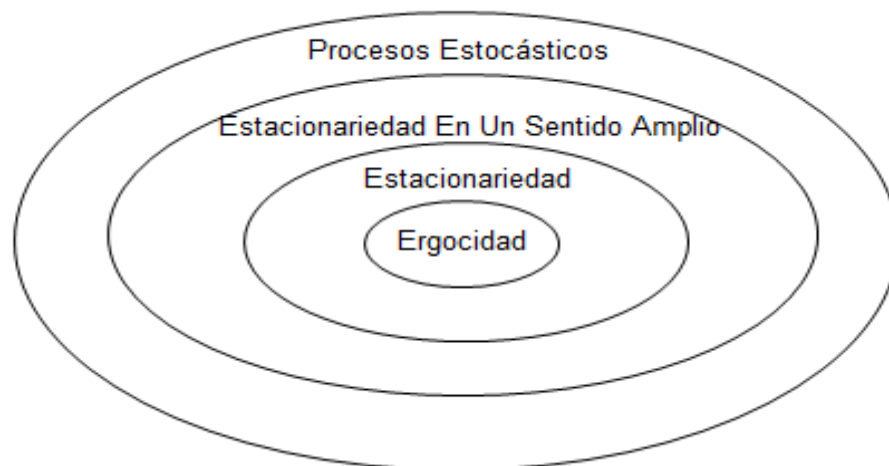 Procesos Estocásticos
Estacionariedad En Un Sentido Amplio
Estacionariedad
Ergocidad